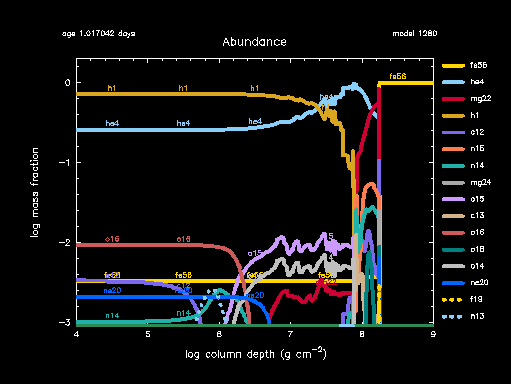 age 1.017042 days
model 1280
Abundance
fe56
he4
mg22
h1
c12
n15
n14
mg24
o15
c13
o16
o18
o14
ne20
f19
n13
h1 h1 h1
he4 he4 he4 he4
fe56
o16 o16
o15
fe56 fe56 fe56
ne20 ne20 ne20
n14 n14
0
−1
−2
−3
4 5 6 7 8 9
log mass fraction
log column depth (g cm−2)